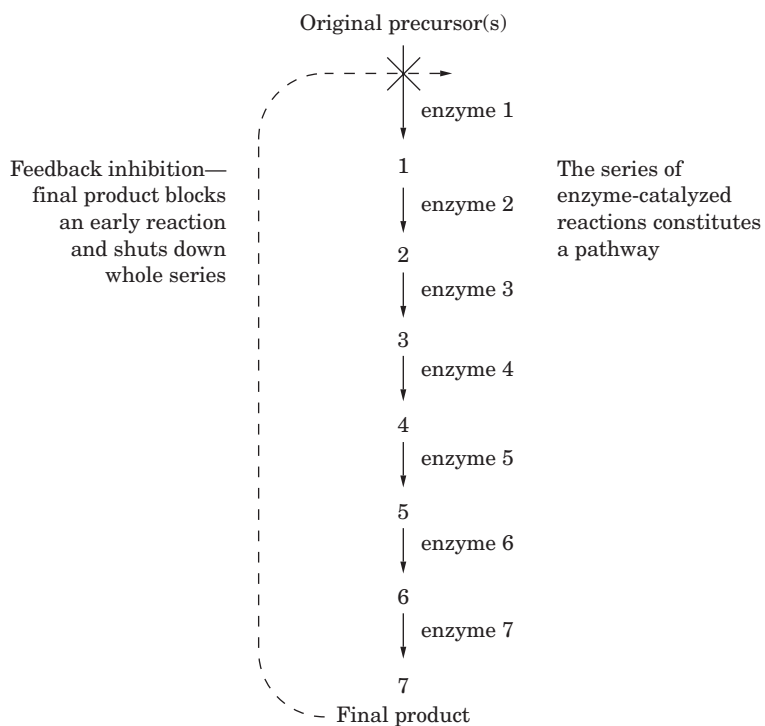 Original precursor(s)
enzyme 1
Feedback inhibition—
final product blocks
an early reaction
and shuts down
whole series
1
The series of
enzyme-catalyzed
reactions constitutes
a pathway
enzyme 2
2
enzyme 3
3
enzyme 4
4
enzyme 5
5
enzyme 6
6
enzyme 7
7
Final product